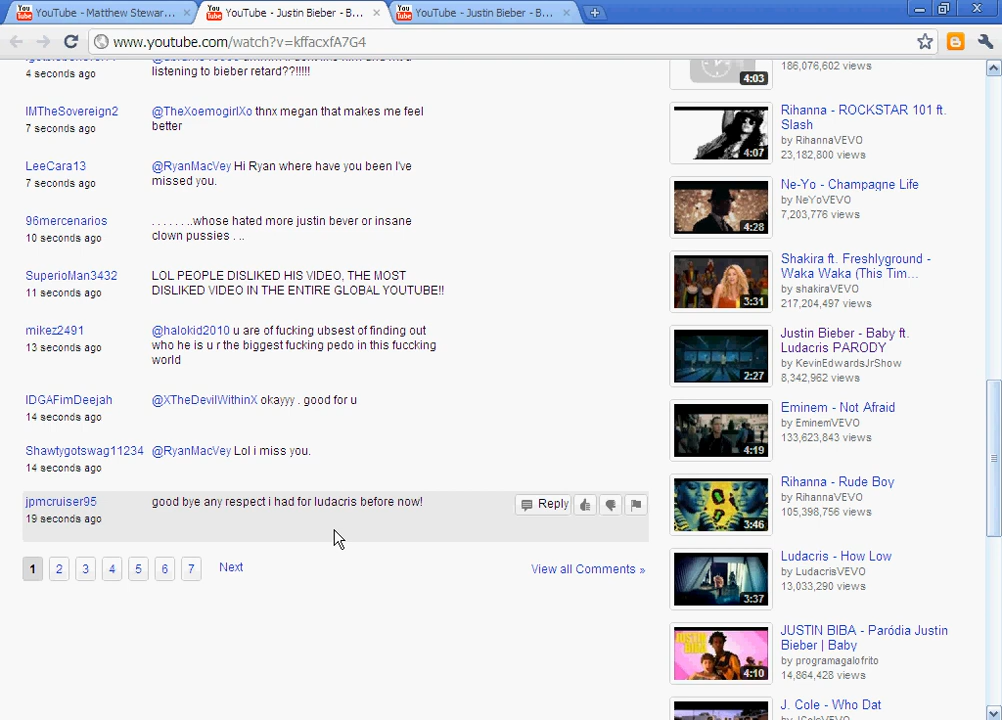 YouTube - Matthew Stewar...
YouTube - Justin Bieber - B...
YouTube - Justin Bieber - B...
www.youtube.com/watch?v=kffacxfA7G4
4 seconds ago
listening to bieber retard??!!!!!
IMTheSovereign2
7 seconds ago
@TheXoemogirlXo thnx megan that makes me feel
better
LeeCara13
7 seconds ago
@RyanMacVey Hi Ryan where have you been I've
missed you.
96mercenarios
10 seconds ago
. . . . . . ..whose hated more justin bever or insane
clown pussies . ..
SuperioMan3432
11 seconds ago
LOL PEOPLE DISLIKED HIS VIDEO, THE MOST
DISLIKED VIDEO IN THE ENTIRE GLOBAL YOUTUBE!!
mikez2491
13 seconds ago
@halokid2010 u are of fucking ubsest of finding out
who he is u r the biggest fucking pedo in this fuccking
world
IDGAFimDeejah
14 seconds ago
@XTheDevilWithinX okayyy . good for u
Shawtygotswag11234
14 seconds ago
@RyanMacVey Lol i miss you.
jpmcruiser95
19 seconds ago
good bye any respect i had for ludacris before now!
Reply
1 2 3 4 5 6 7 Next
View all Comments »
4:03
186,076,602 views
4:07
Rihanna - ROCKSTAR 101 ft.
Slash
by RihannaVEVO
23,182,800 views
4:28
Ne-Yo - Champagne Life
by NeYoVEVO
7,203,776 views
3:31
Shakira ft. Freshlyground -
Waka Waka (This Tim...
by shakiraVEVO
217,204,497 views
2:27
Justin Bieber - Baby ft.
Ludacris PARODY
by KevinEdwardsJrShow
8,342,962 views
4:19
Eminem - Not Afraid
by EminemVEVO
133,623,843 views
3:46
Rihanna - Rude Boy
by RihannaVEVO
105,398,756 views
3:37
Ludacris - How Low
by LudacrisVEVO
13,033,290 views
4:10
JUSTIN BIBA - Paródia Justin
Bieber | Baby
by programagalofrito
14,864,428 views
J. Cole - Who Dat